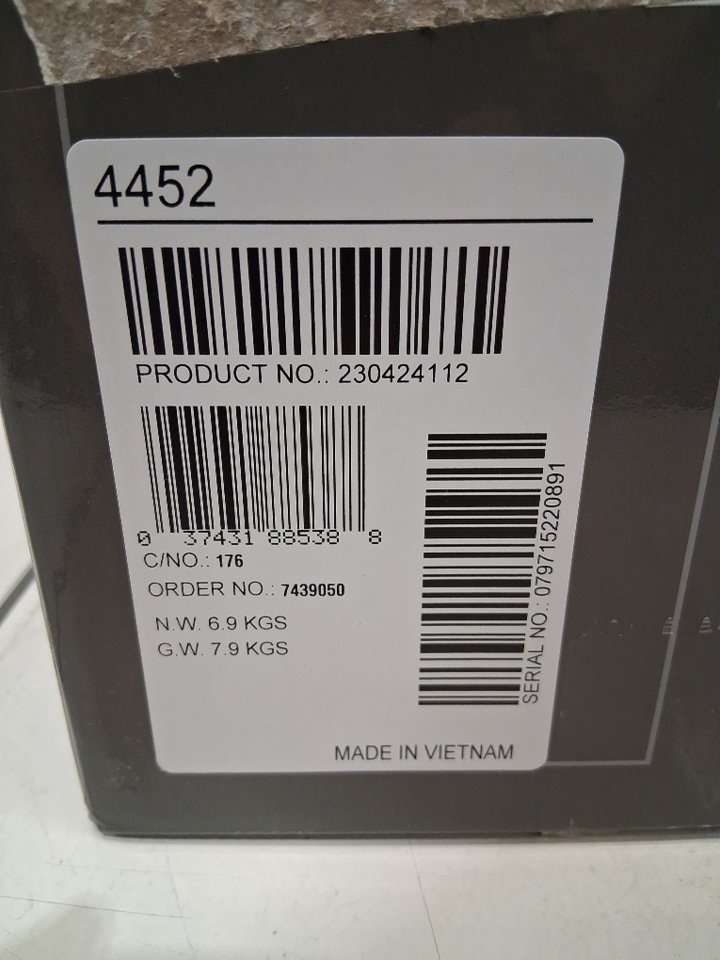 4452
PRODUCT NO.: 230424112
0 37431 88538 8
C/NO.: 176
ORDER NO.: 7439050
N.W. 6.9 KGS
G.W. 7.9 KGS
SERIAL NO.: 079715220891
MADE IN VIETNAM